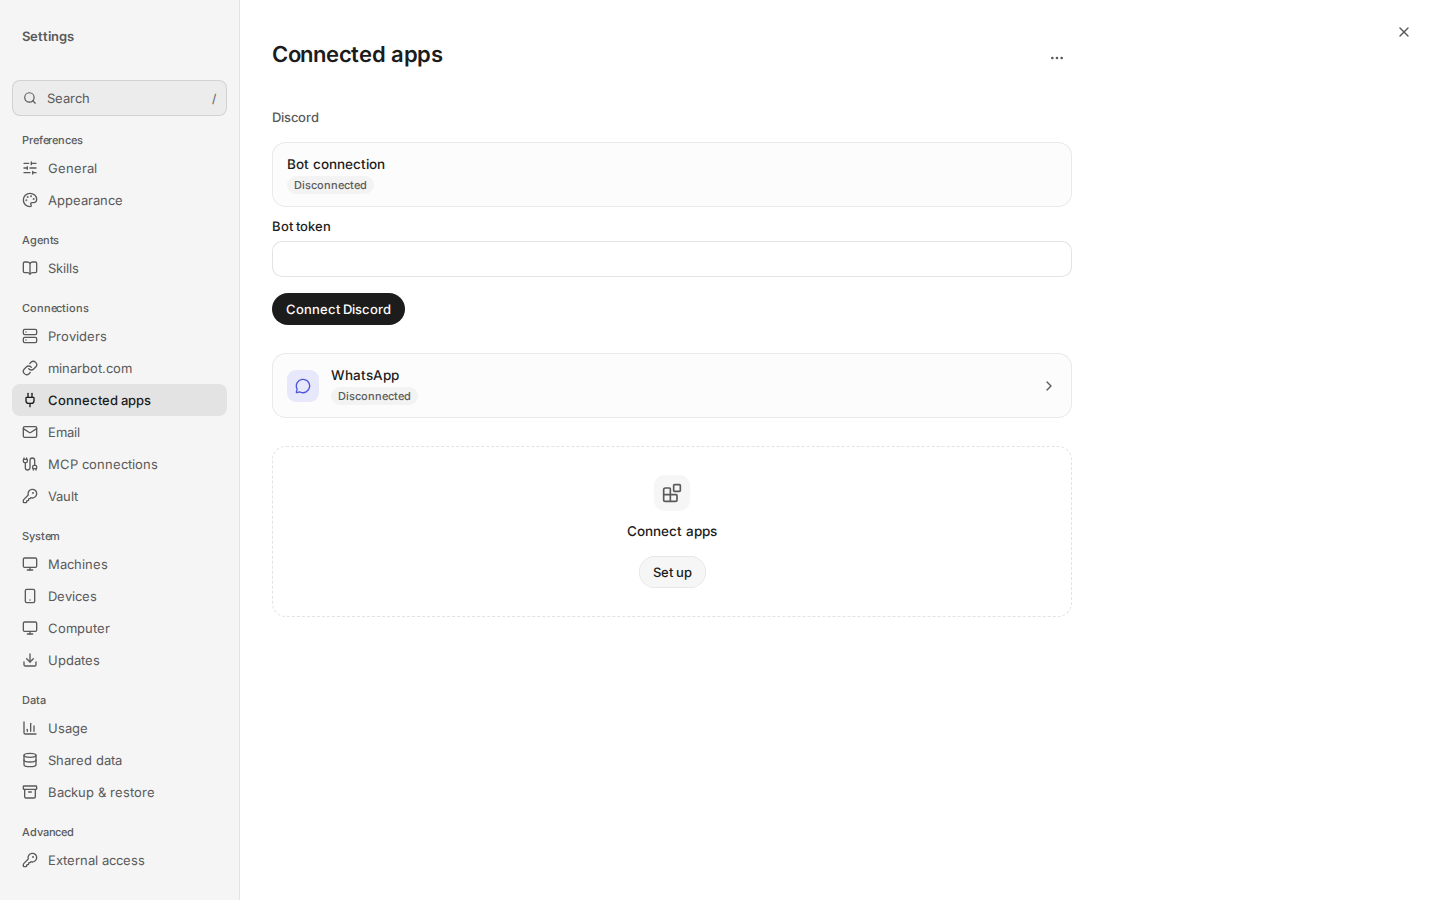 Settings
Search /
Preferences
General
Appearance
Agents
Skills
Connections
Providers
minarbot.com
Connected apps
Email
MCP connections
Vault
System
Machines
Devices
Computer
Updates
Data
Usage
Shared data
Backup & restore
Advanced
External access
Connected apps
Discord
Bot connection
Disconnected
Bot token
Connect Discord
WhatsApp
Disconnected
Connect apps
Set up